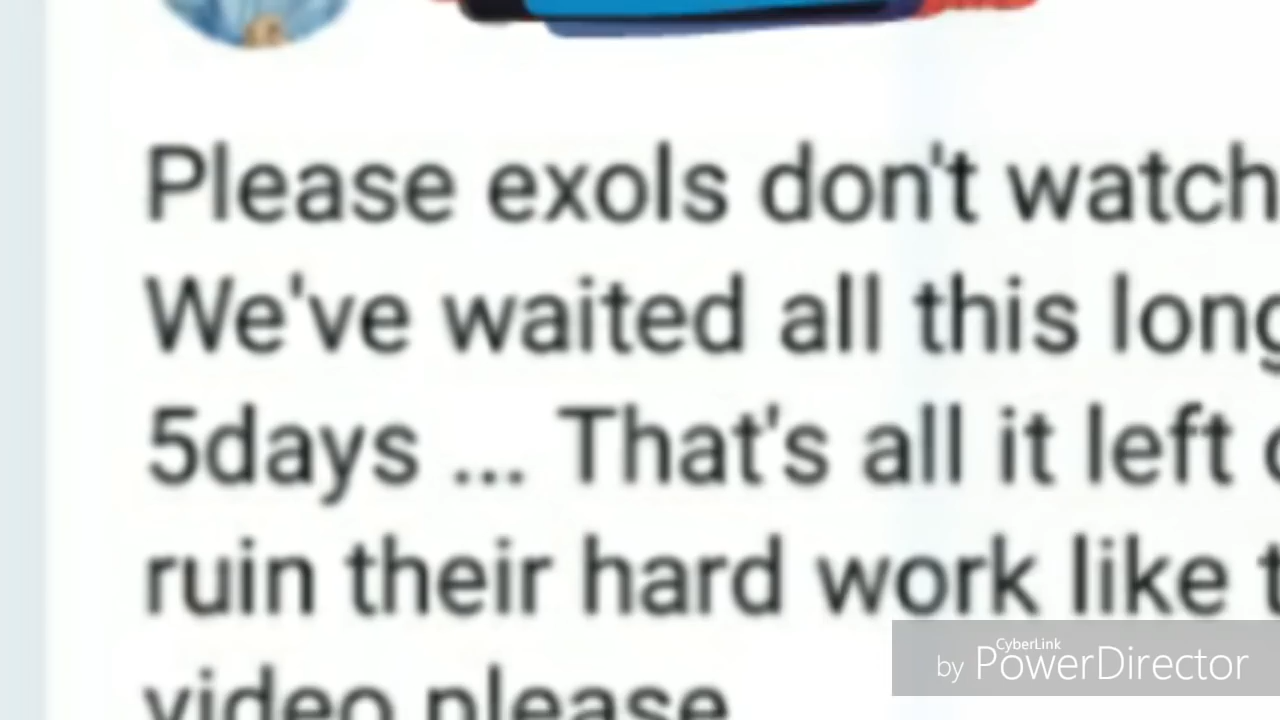 Please exols don't watch
We've waited all this long
5days ... That's all it left
ruin their hard work like
video please
CyberLink
by PowerDirector